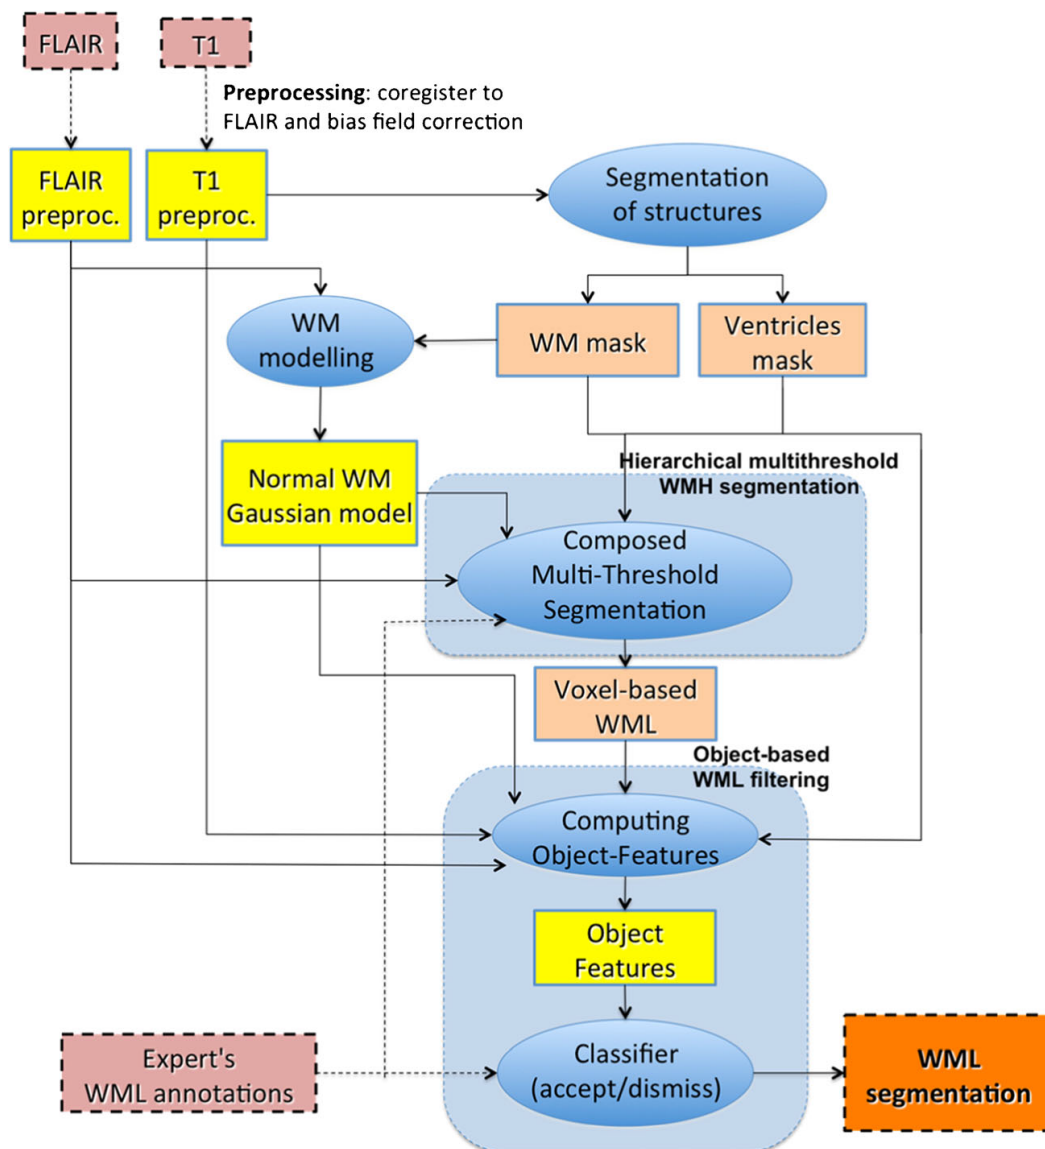 FLAIR
T1
Preprocessing: coregister to
FLAIR and bias field correction
FLAIR
preproc.
T1
preproc.
Segmentation
of structures
WM
modelling
WM mask
Ventricles
mask
Normal WM
Gaussian model
Hierarchical multithreshold
WMH segmentation
Composed
Multi-Threshold
Segmentation
Voxel-based
WML
Object-based
WML filtering
Computing
Object-Features
Object
Features
Expert's
WML annotations
Classifier
(accept/dismiss)
WML
segmentation